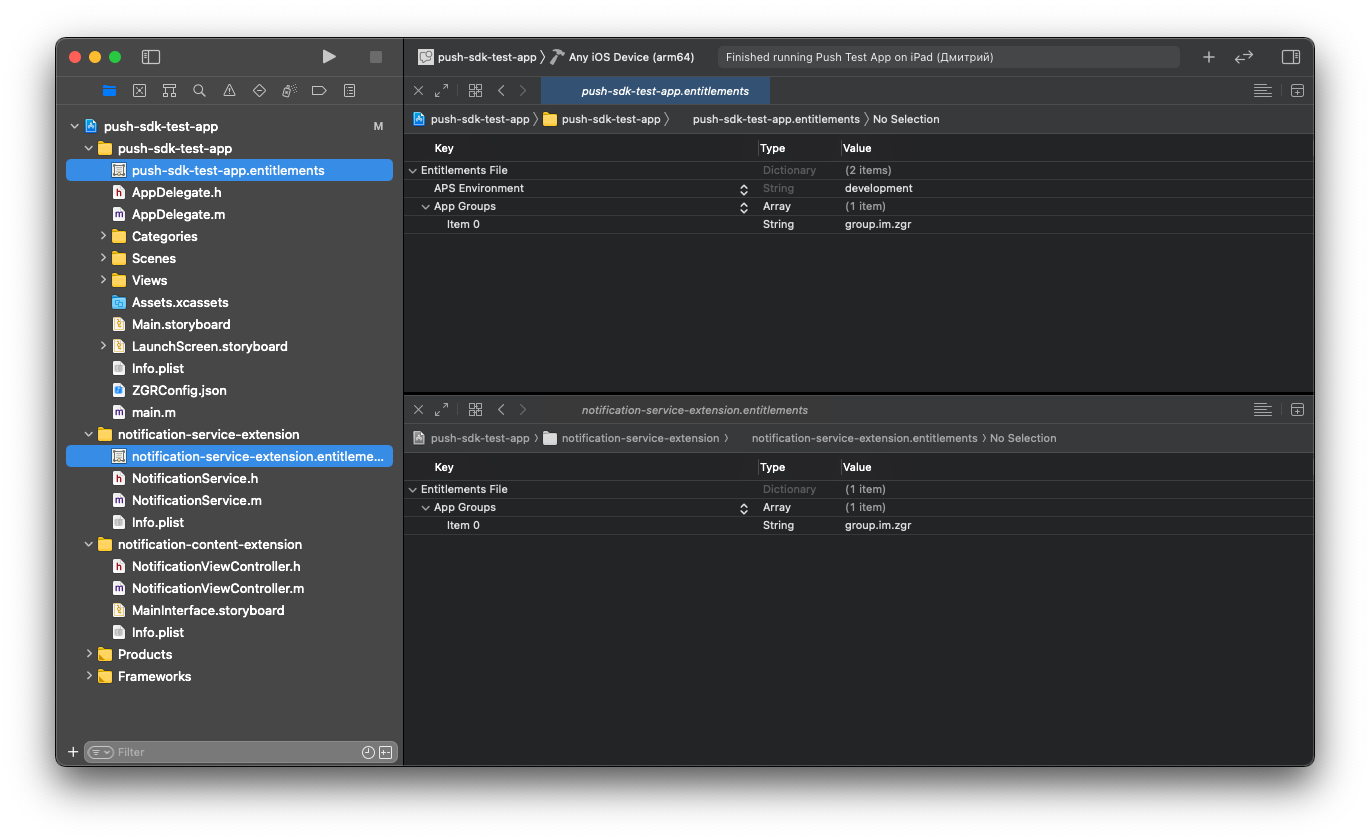 push-sdk-test-app Any iOS Device (arm64) Finished running Push Test App on iPad (Дмитрий)
push-sdk-test-app M
push-sdk-test-app
push-sdk-test-app.entitlements
AppDelegate.h
AppDelegate.m
Categories
Scenes
Views
Assets.xcassets
Main.storyboard
LaunchScreen.storyboard
Info.plist
ZGRConfig.json
main.m
notification-service-extension
notification-service-extension.entitleme...
NotificationService.h
NotificationService.m
Info.plist
notification-content-extension
NotificationViewController.h
NotificationViewController.m
MainInterface.storyboard
Info.plist
Products
Frameworks
Filter
push-sdk-test-app.entitlements
push-sdk-test-app push-sdk-test-app push-sdk-test-app.entitlements No Selection
Key Type Value
Entitlements File Dictionary (2 items)
APS Environment String development
App Groups Array (1 item)
Item 0 String group.im.zgr
notification-service-extension.entitlements
push-sdk-test-app notification-service-extension notification-service-extension.entitlements No Selection
Key Type Value
Entitlements File Dictionary (1 item)
App Groups Array (1 item)
Item 0 String group.im.zgr